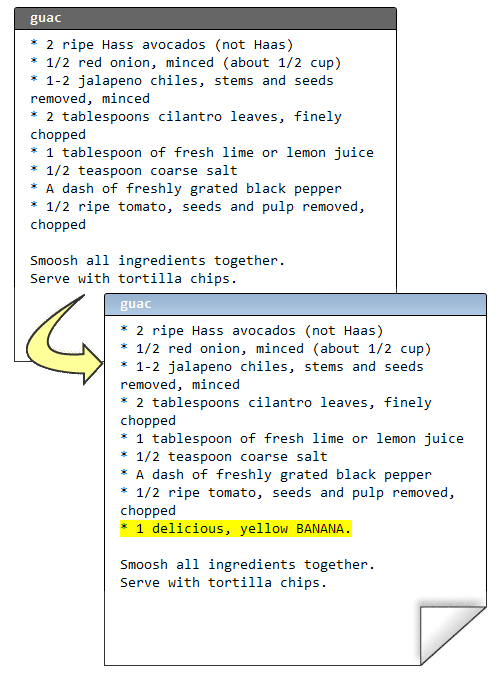 guac
* 2 ripe Hass avocados (not Haas)
* 1/2 red onion, minced (about 1/2 cup)
* 1-2 jalapeno chiles, stems and seeds
removed, minced
* 2 tablespoons cilantro leaves, finely
chopped
* 1 tablespoon of fresh lime or lemon juice
* 1/2 teaspoon coarse salt
* A dash of freshly grated black pepper
* 1/2 ripe tomato, seeds and pulp removed,
chopped
Smoosh all ingredients together.
Serve with tortilla chips.
guac
* 2 ripe Hass avocados (not Haas)
* 1/2 red onion, minced (about 1/2 cup)
* 1-2 jalapeno chiles, stems and seeds
removed, minced
* 2 tablespoons cilantro leaves, finely
chopped
* 1 tablespoon of fresh lime or lemon juice
* 1/2 teaspoon coarse salt
* A dash of freshly grated black pepper
* 1/2 ripe tomato, seeds and pulp removed,
chopped
* 1 delicious, yellow BANANA.
Smoosh all ingredients together.
Serve with tortilla chips.